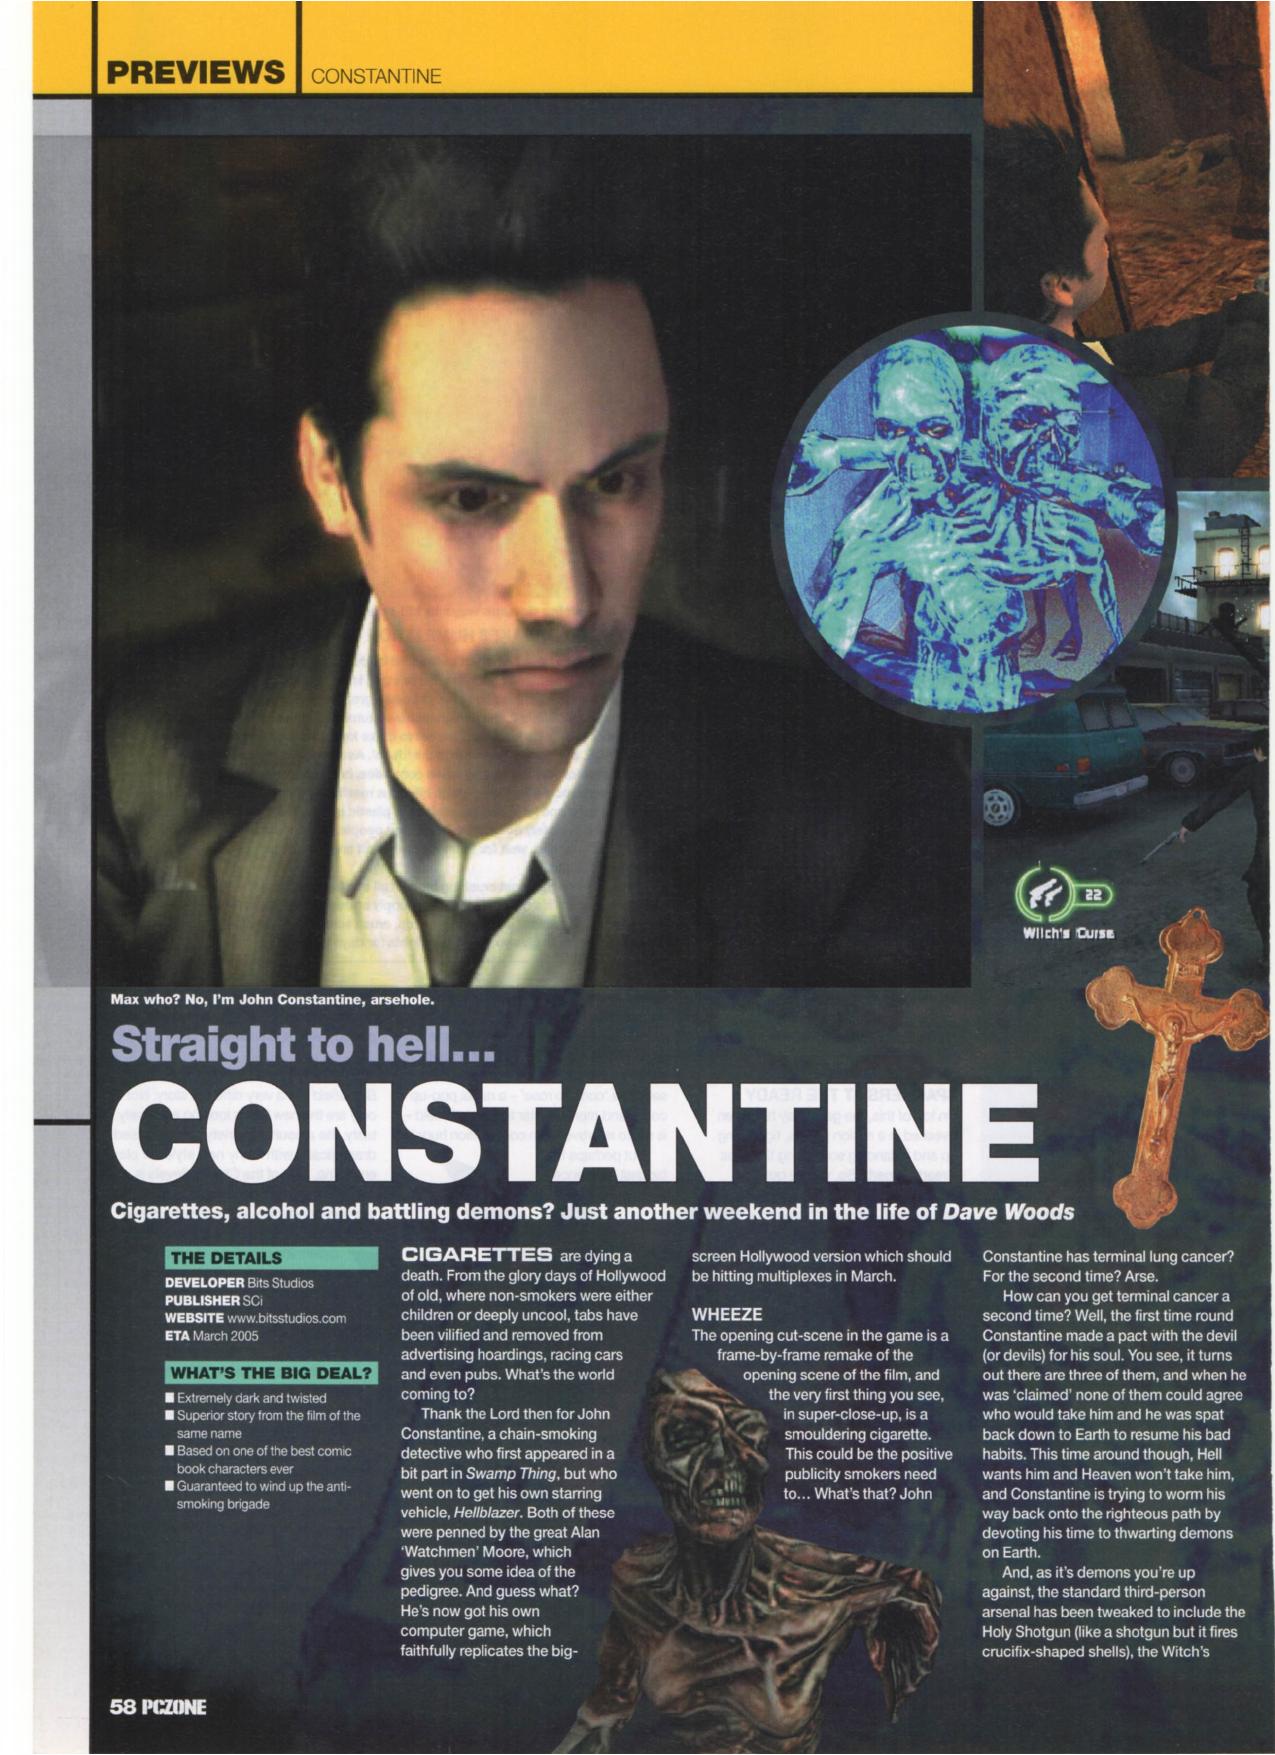 PREVIEWS CONSTANTINE
22
Witch's Curse
Max who? No, I'm John Constantine, arsehole.
Straight to hell...
CONSTANTINE
Cigarettes, alcohol and battling demons? Just another weekend in the life of Dave Woods
THE DETAILS
DEVELOPER Bits Studios
PUBLISHER SCi
WEBSITE www.bitsstudios.com
ETA March 2005
WHAT'S THE BIG DEAL?
■ Extremely dark and twisted
■ Superior story from the film of the
same name
■ Based on one of the best comic
book characters ever
■ Guaranteed to wind up the anti-
smoking brigade
CIGARETTES are dying a
death. From the glory days of Hollywood
of old, where non-smokers were either
children or deeply uncool, tabs have
been vilified and removed from
advertising hoardings, racing cars
and even pubs. What's the world
coming to?
Thank the Lord then for John
Constantine, a chain-smoking
detective who first appeared in a
bit part in Swamp Thing, but who
went on to get his own starring
vehicle, Hellblazer. Both of these
were penned by the great Alan
'Watchmen' Moore, which
gives you some idea of the
pedigree. And guess what?
He's now got his own
computer game, which
faithfully replicates the big-
screen Hollywood version which should
be hitting multiplexes in March.
WHEEZE
The opening cut-scene in the game is a
frame-by-frame remake of the
opening scene of the film, and
the very first thing you see,
in super-close-up, is a
smouldering cigarette.
This could be the positive
publicity smokers need
to... What's that? John
Constantine has terminal lung cancer?
For the second time? Arse.
How can you get terminal cancer a
second time? Well, the first time round
Constantine made a pact with the devil
(or devils) for his soul. You see, it turns
out there are three of them, and when he
was 'claimed' none of them could agree
who would take him and he was spat
back down to Earth to resume his bad
habits. This time around though, Hell
wants him and Heaven won't take him,
and Constantine is trying to worm his
way back onto the righteous path by
devoting his time to thwarting demons
on Earth.
And, as it's demons you're up
against, the standard third-person
arsenal has been tweaked to include the
Holy Shotgun (like a shotgun but it fires
crucifix-shaped shells), the Witch's
58 PCZONE